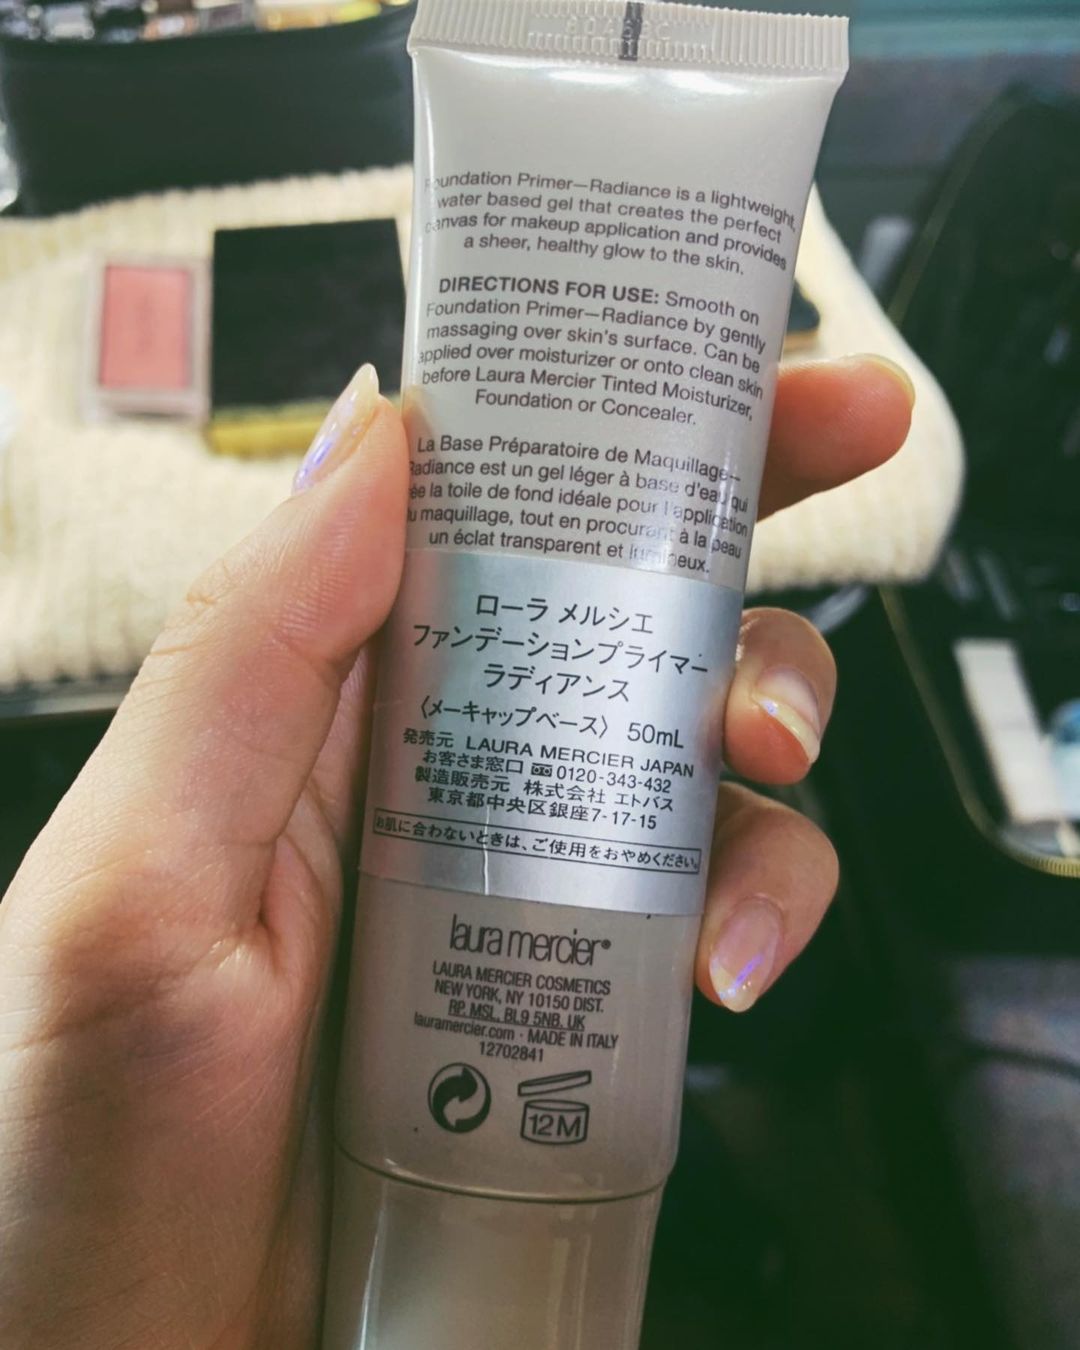 Foundation Primer—Radiance is a lightweight,
water based gel that creates the perfect
canvas for makeup application and provides
a sheer, healthy glow to the skin.
DIRECTIONS FOR USE: Smooth on
Foundation Primer—Radiance by gently
massaging over skin's surface. Can be
applied over moisturizer or onto clean skin
before Laura Mercier Tinted Moisturizer,
Foundation or Concealer.
La Base Préparatoire de Maquillage—
Radiance est un gel léger à base d'eau qui
la toile de fond idéale pour l'application
maquillage, tout en procurant à la peau
un éclat transparent et lumineux.
ローラ メルシエ
ファンデーションプライマー
ラディアンス
〈メーキャップベース〉 50mL
発売元 LAURA MERCIER JAPAN
お客さま窓口 0120-343-432
製造販売元 株式会社 エトバス
東京都中央区銀座7-17-15
お肌に合わないときは、ご使用をおやめください。
laura mercier®
LAURA MERCIER COSMETICS
NEW YORK, NY 10150 DIST.
RP. MSL, BL9 5NB. UK
lauramercier.com · MADE IN ITALY
12702841
12M